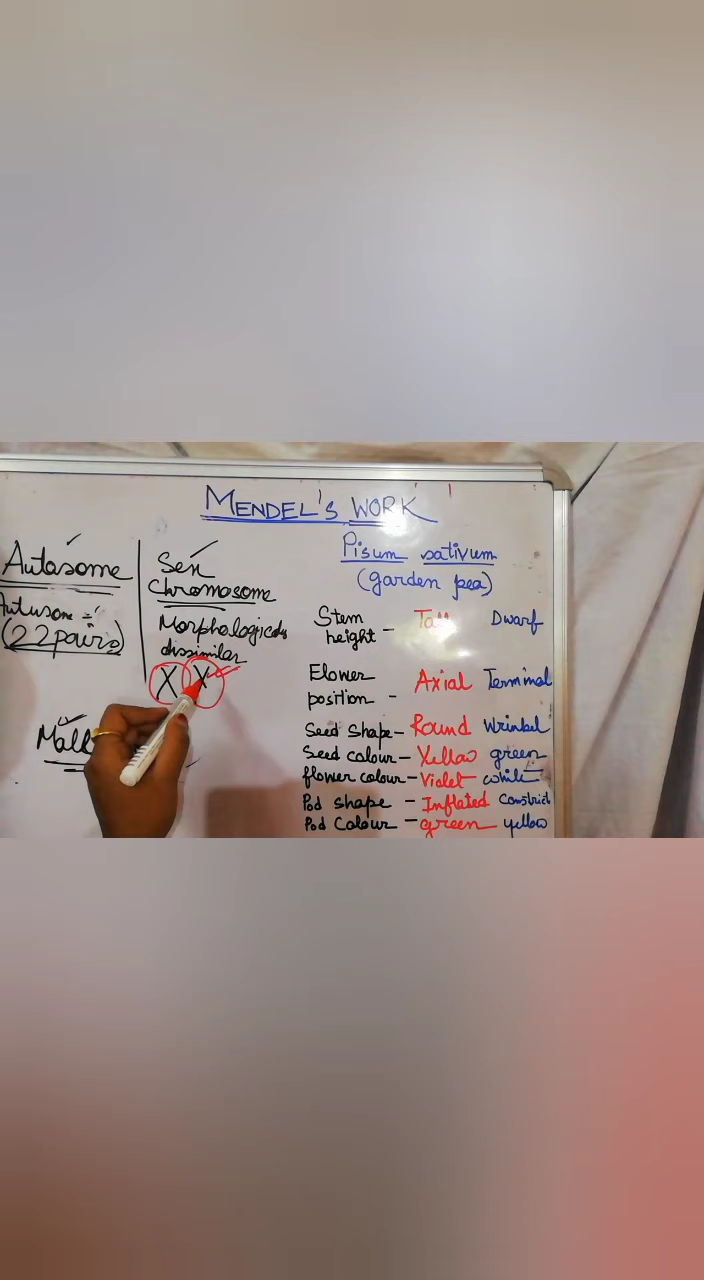 MENDEL'S WORK
Autasome
Autusome =
(22 pairs)
Sex
Chromosome
Morphologically
dissimilar
X
Pisum sativum
(garden pea)
Stem height - Tall Dwarf
Flower position - Axial Terminal
Seed Shape - Round Wrinkel
Seed colour - Yellow green
flower colour - Violet white
Pod shape - Inflated Constrict
Pod Colour - green yellow